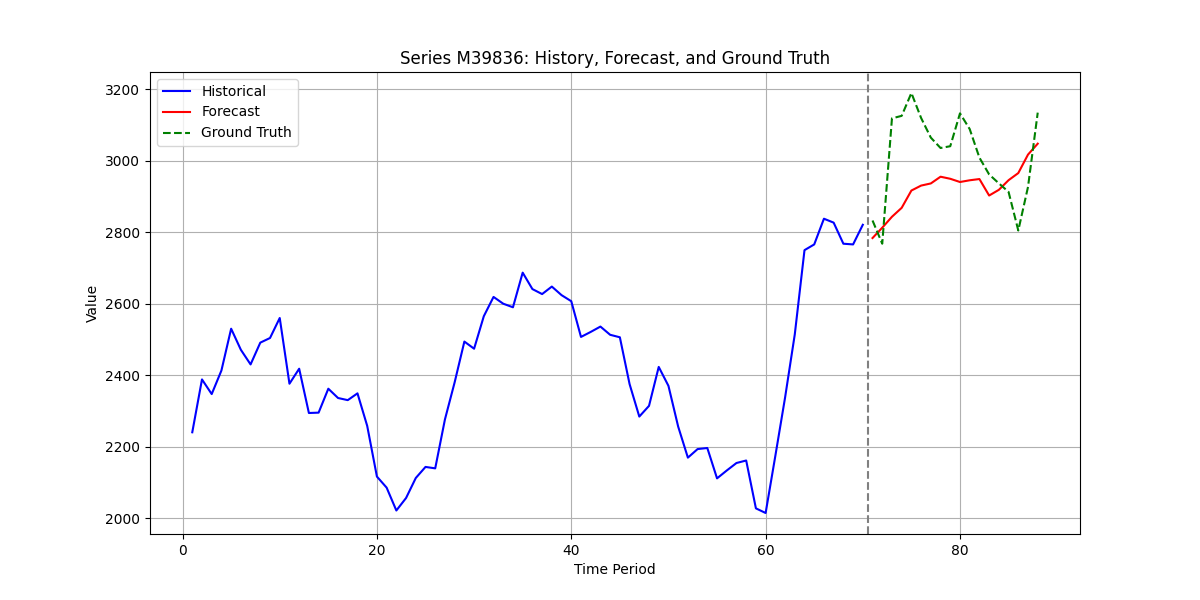 Series M39836: History, Forecast, and Ground Truth
Historical
Forecast
Ground Truth
3200
3000
2800
2600
2400
2200
2000
Value
0 20 40 60 80
Time Period